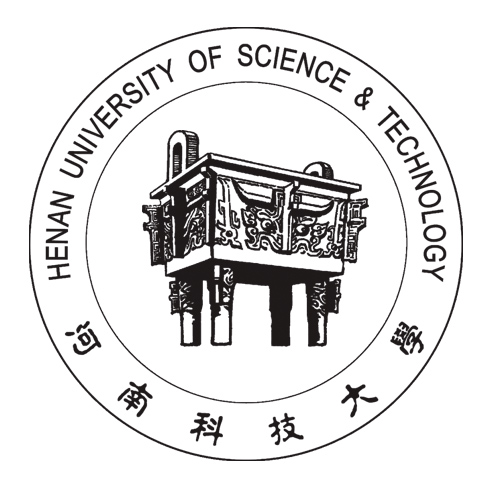 HENAN UNIVERSITY OF SCIENCE & TECHNOLOGY
河南科技大學